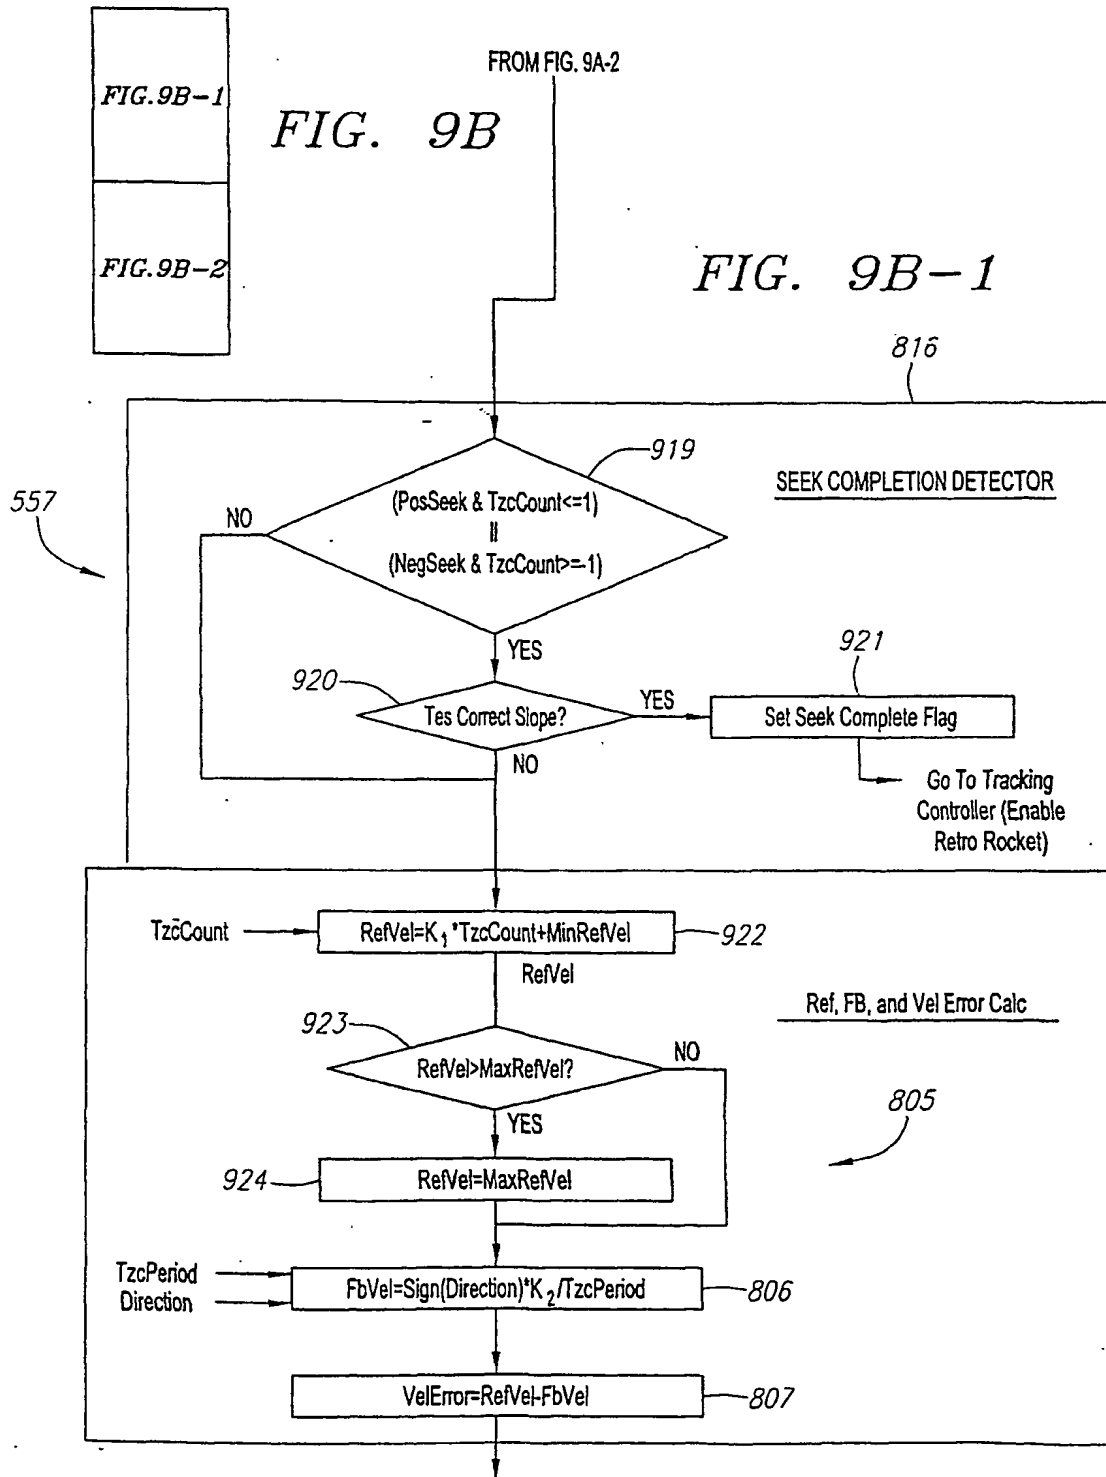 FROM FIG. 9A-2
FIG.9B-1
FIG. 9B
FIG.9B-2
FIG. 9B-1
816
919
SEEK COMPLETION DETECTOR
557
NO
(PosSeek & TzcCount<=1)
||
(NegSeek & TzcCount>=-1)
YES
921
920
YES
Tes Correct Slope?
Set Seek Complete Flag
NO
Go To Tracking
Controller (Enable
Retro Rocket)
TzcCount
RefVel=K1*TzcCount+MinRefVel
922
RefVel
Ref, FB, and Vel Error Calc
923
NO
RefVel>MaxRefVel?
805
YES
924
RefVel=MaxRefVel
TzcPeriod
Direction
FbVel=Sign(Direction)*K2/TzcPeriod
806
VelError=RefVel-FbVel
807